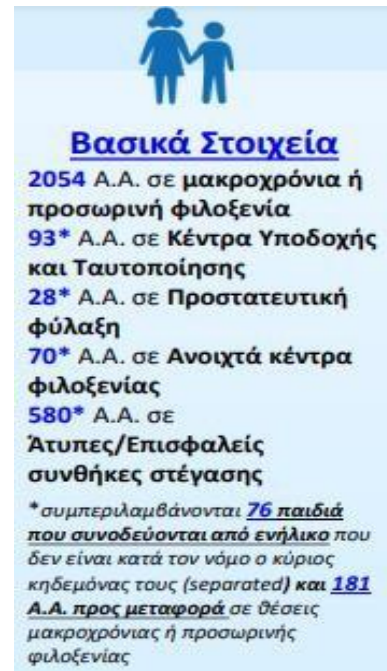 Βασικά Στοιχεία
2054 Α.Α. σε μακροχρόνια ή
προσωρινή φιλοξενία
93* Α.Α. σε Κέντρα Υποδοχής
και Ταυτοποίησης
28* Α.Α. σε Προστατευτική
φύλαξη
70* Α.Α. σε Ανοιχτά κέντρα
φιλοξενίας
580* Α.Α. σε
Άτυπες/Επισφαλείς
συνθήκες στέγασης
*συμπεριλαμβάνονται 76 παιδιά
που συνοδεύονται από ενήλικο που
δεν είναι κατά τον νόμο ο κύριος
κηδεμόνας τους (separated) και 181
Α.Α. προς μεταφορά σε θέσεις
μακροχρόνιας ή προσωρινής
φιλοξενίας